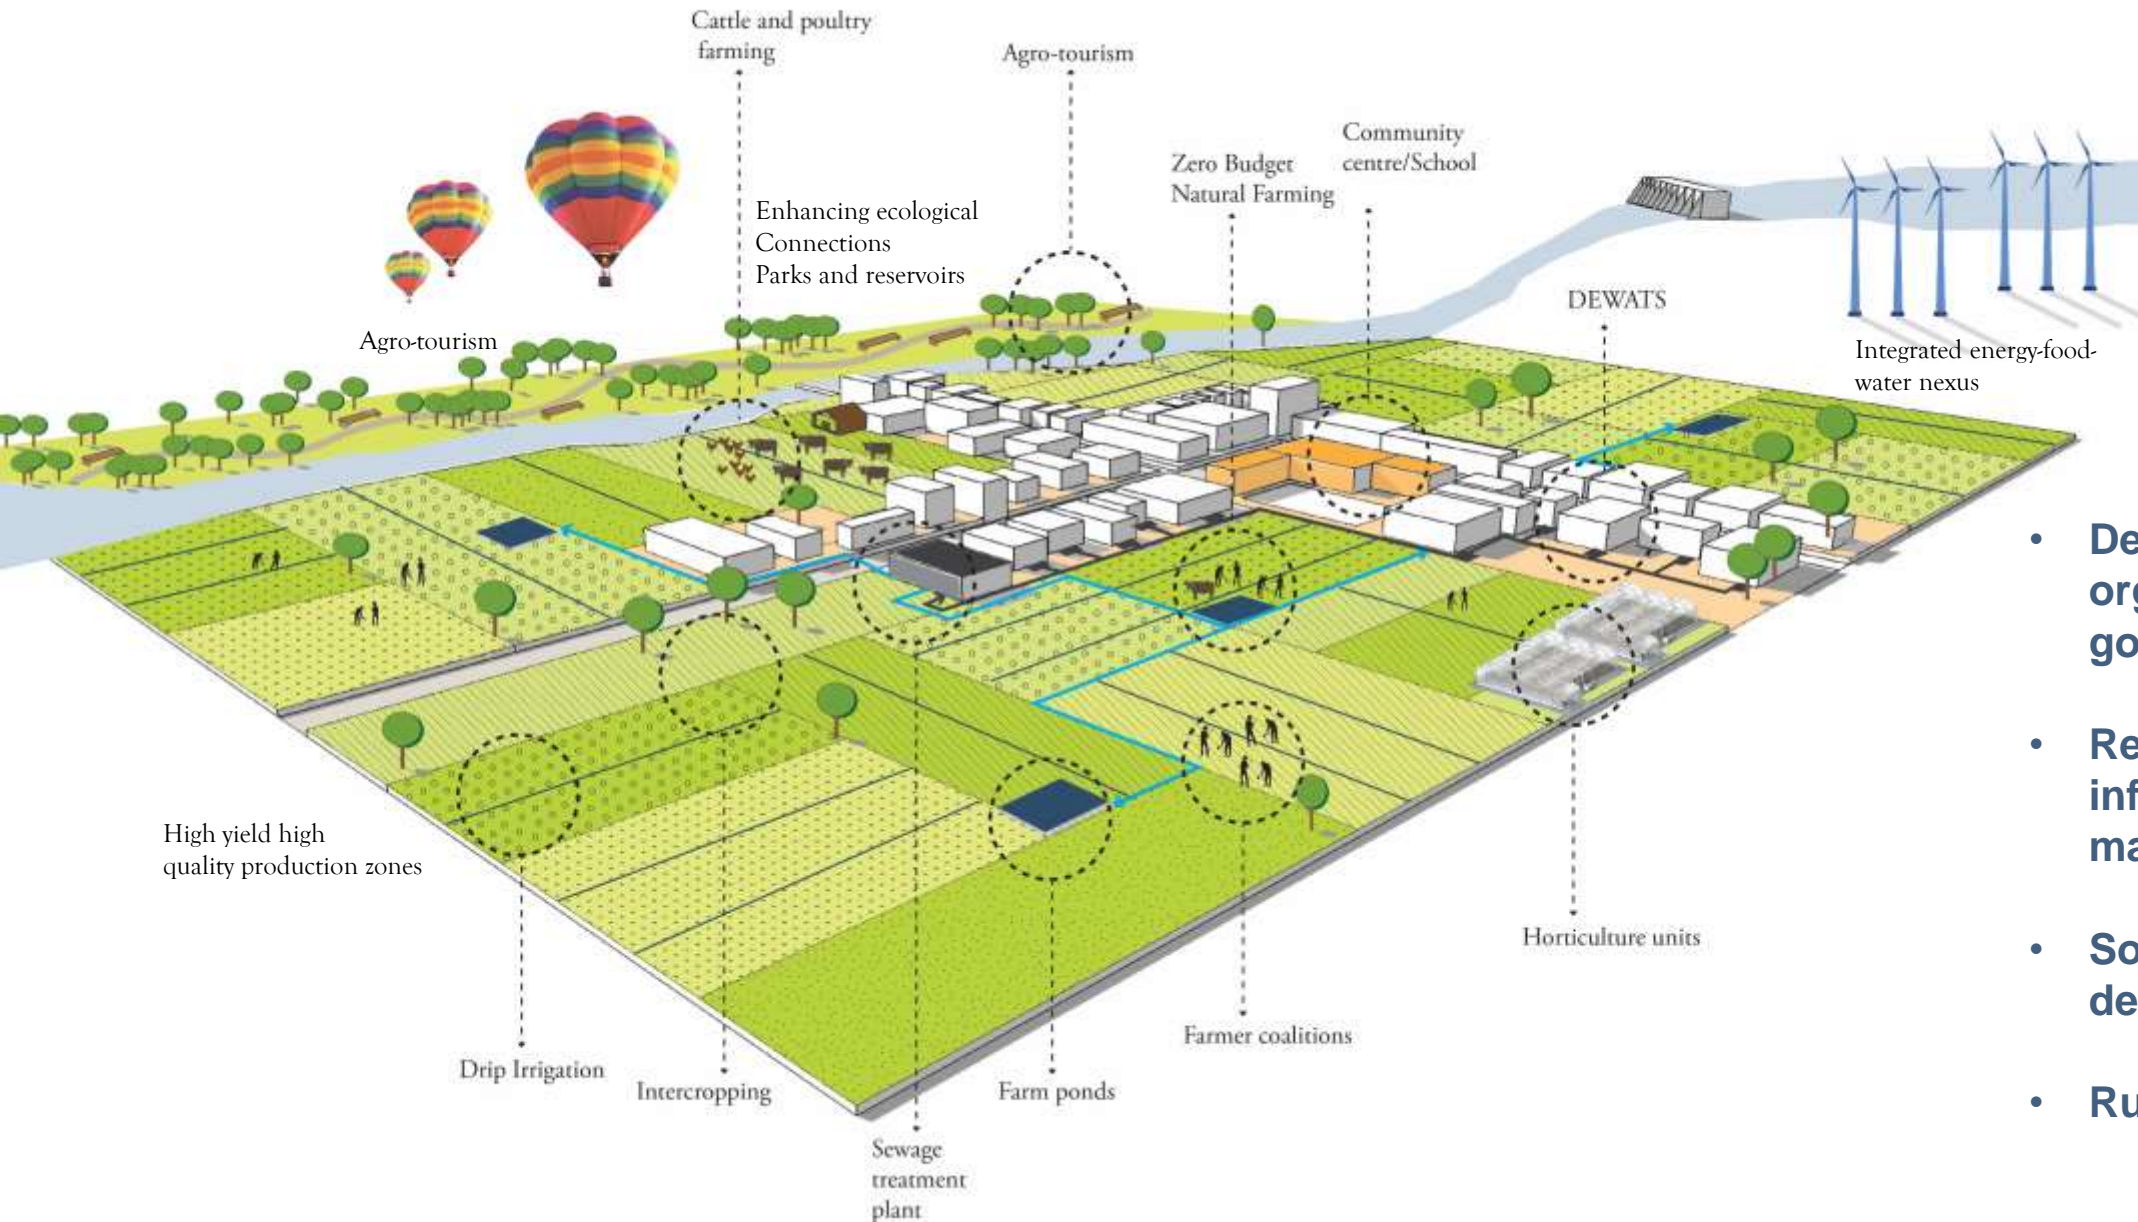 Cattle and poultry
farming
Agro-tourism
Community
centre/School
Zero Budget
Natural Farming
Enhancing ecological
Connections
Parks and reservoirs
DEWATS
Agro-tourism
Integrated energy-food-
water nexus
High yield high
quality production zones
Horticulture units
Farmer coalitions
Drip Irrigation
Intercropping
Farm ponds
Sewage
treatment
plant